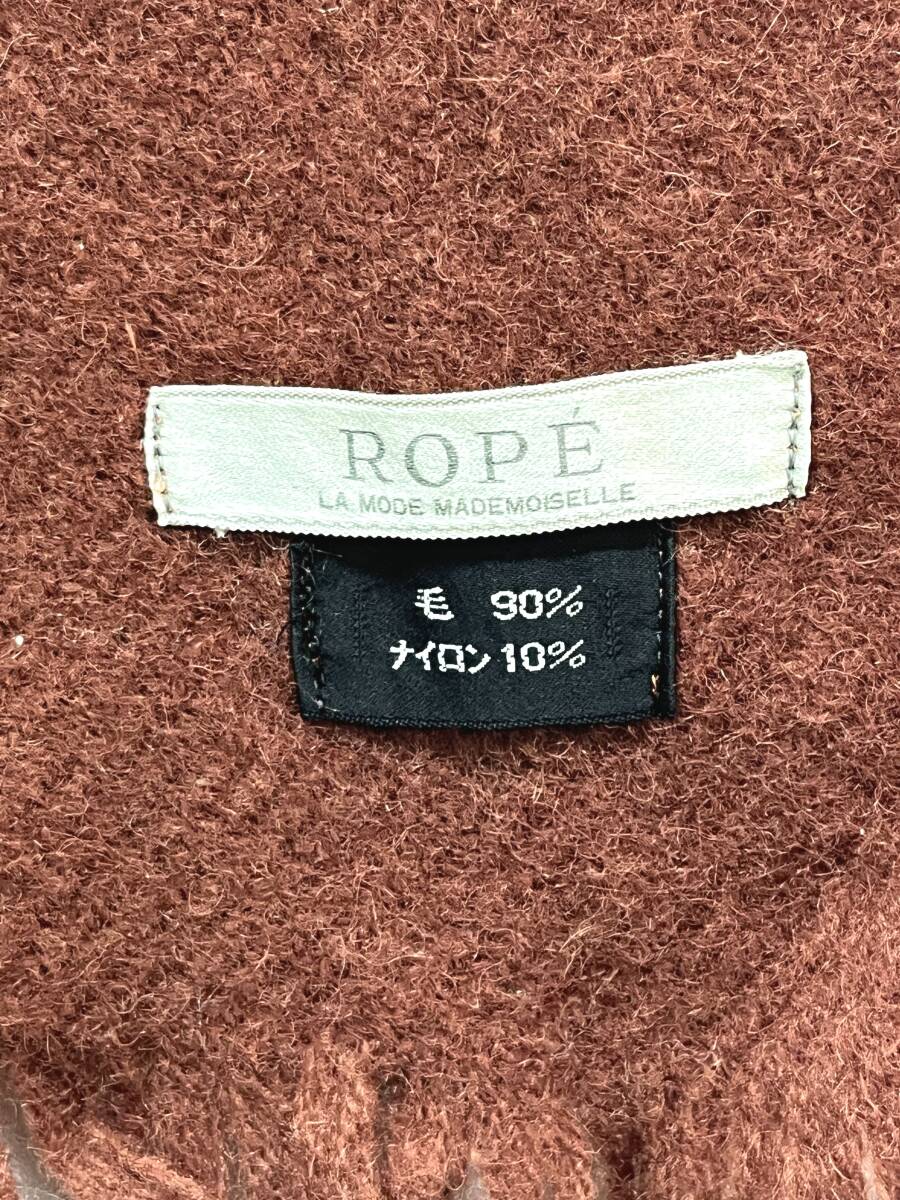 ROPÉ
LA MODE MADEMOISELLE
毛 90%
ナイロン 10%